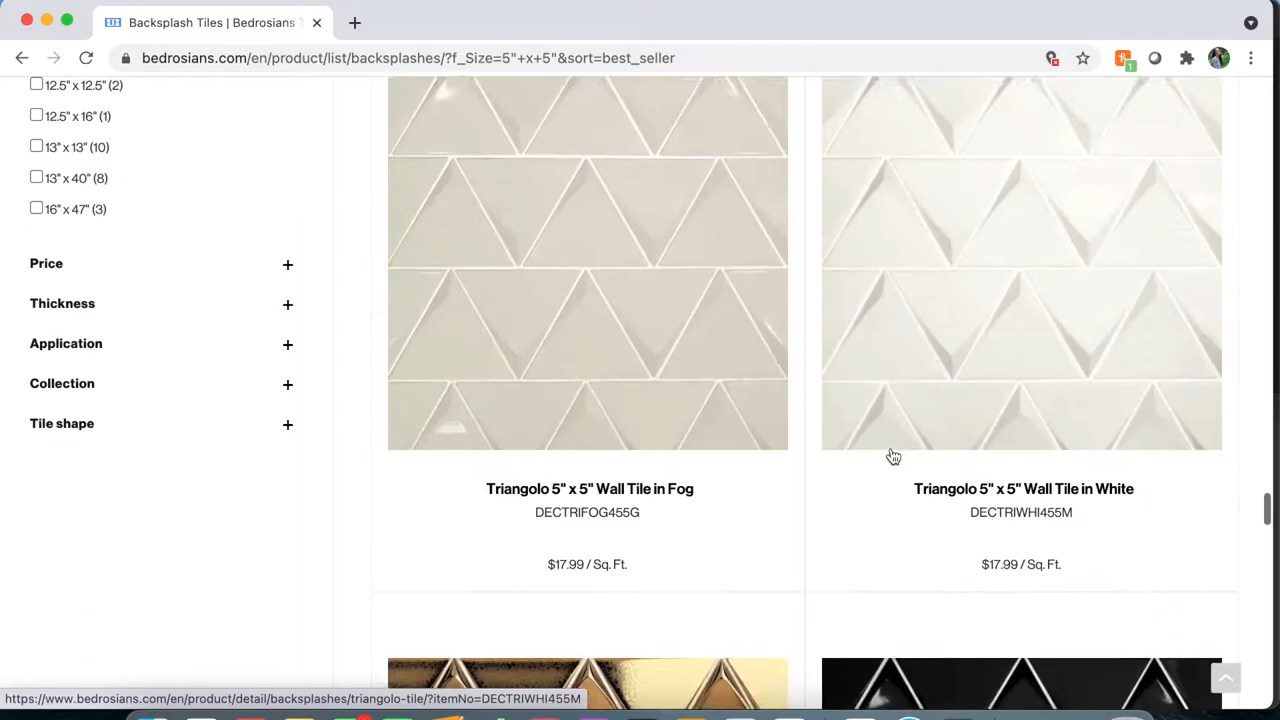 Backsplash Tiles | Bedrosians
bedrosians.com/en/product/list/backsplashes/?f_Size=5"+x+5"&sort=best_seller
1
12.5" x 12.5" (2)
12.5" x 16" (1)
13" x 13" (10)
13" x 40" (8)
16" x 47" (3)
Price
Thickness
Application
Collection
Tile shape
Triangolo 5" x 5" Wall Tile in Fog
DECTRIFOG455G
$17.99 / Sq. Ft.
Triangolo 5" x 5" Wall Tile in White
DECTRIWHI455M
$17.99 / Sq. Ft.
https://www.bedrosians.com/en/product/detail/backsplashes/triangolo-tile/?itemNo=DECTRIWHI455M